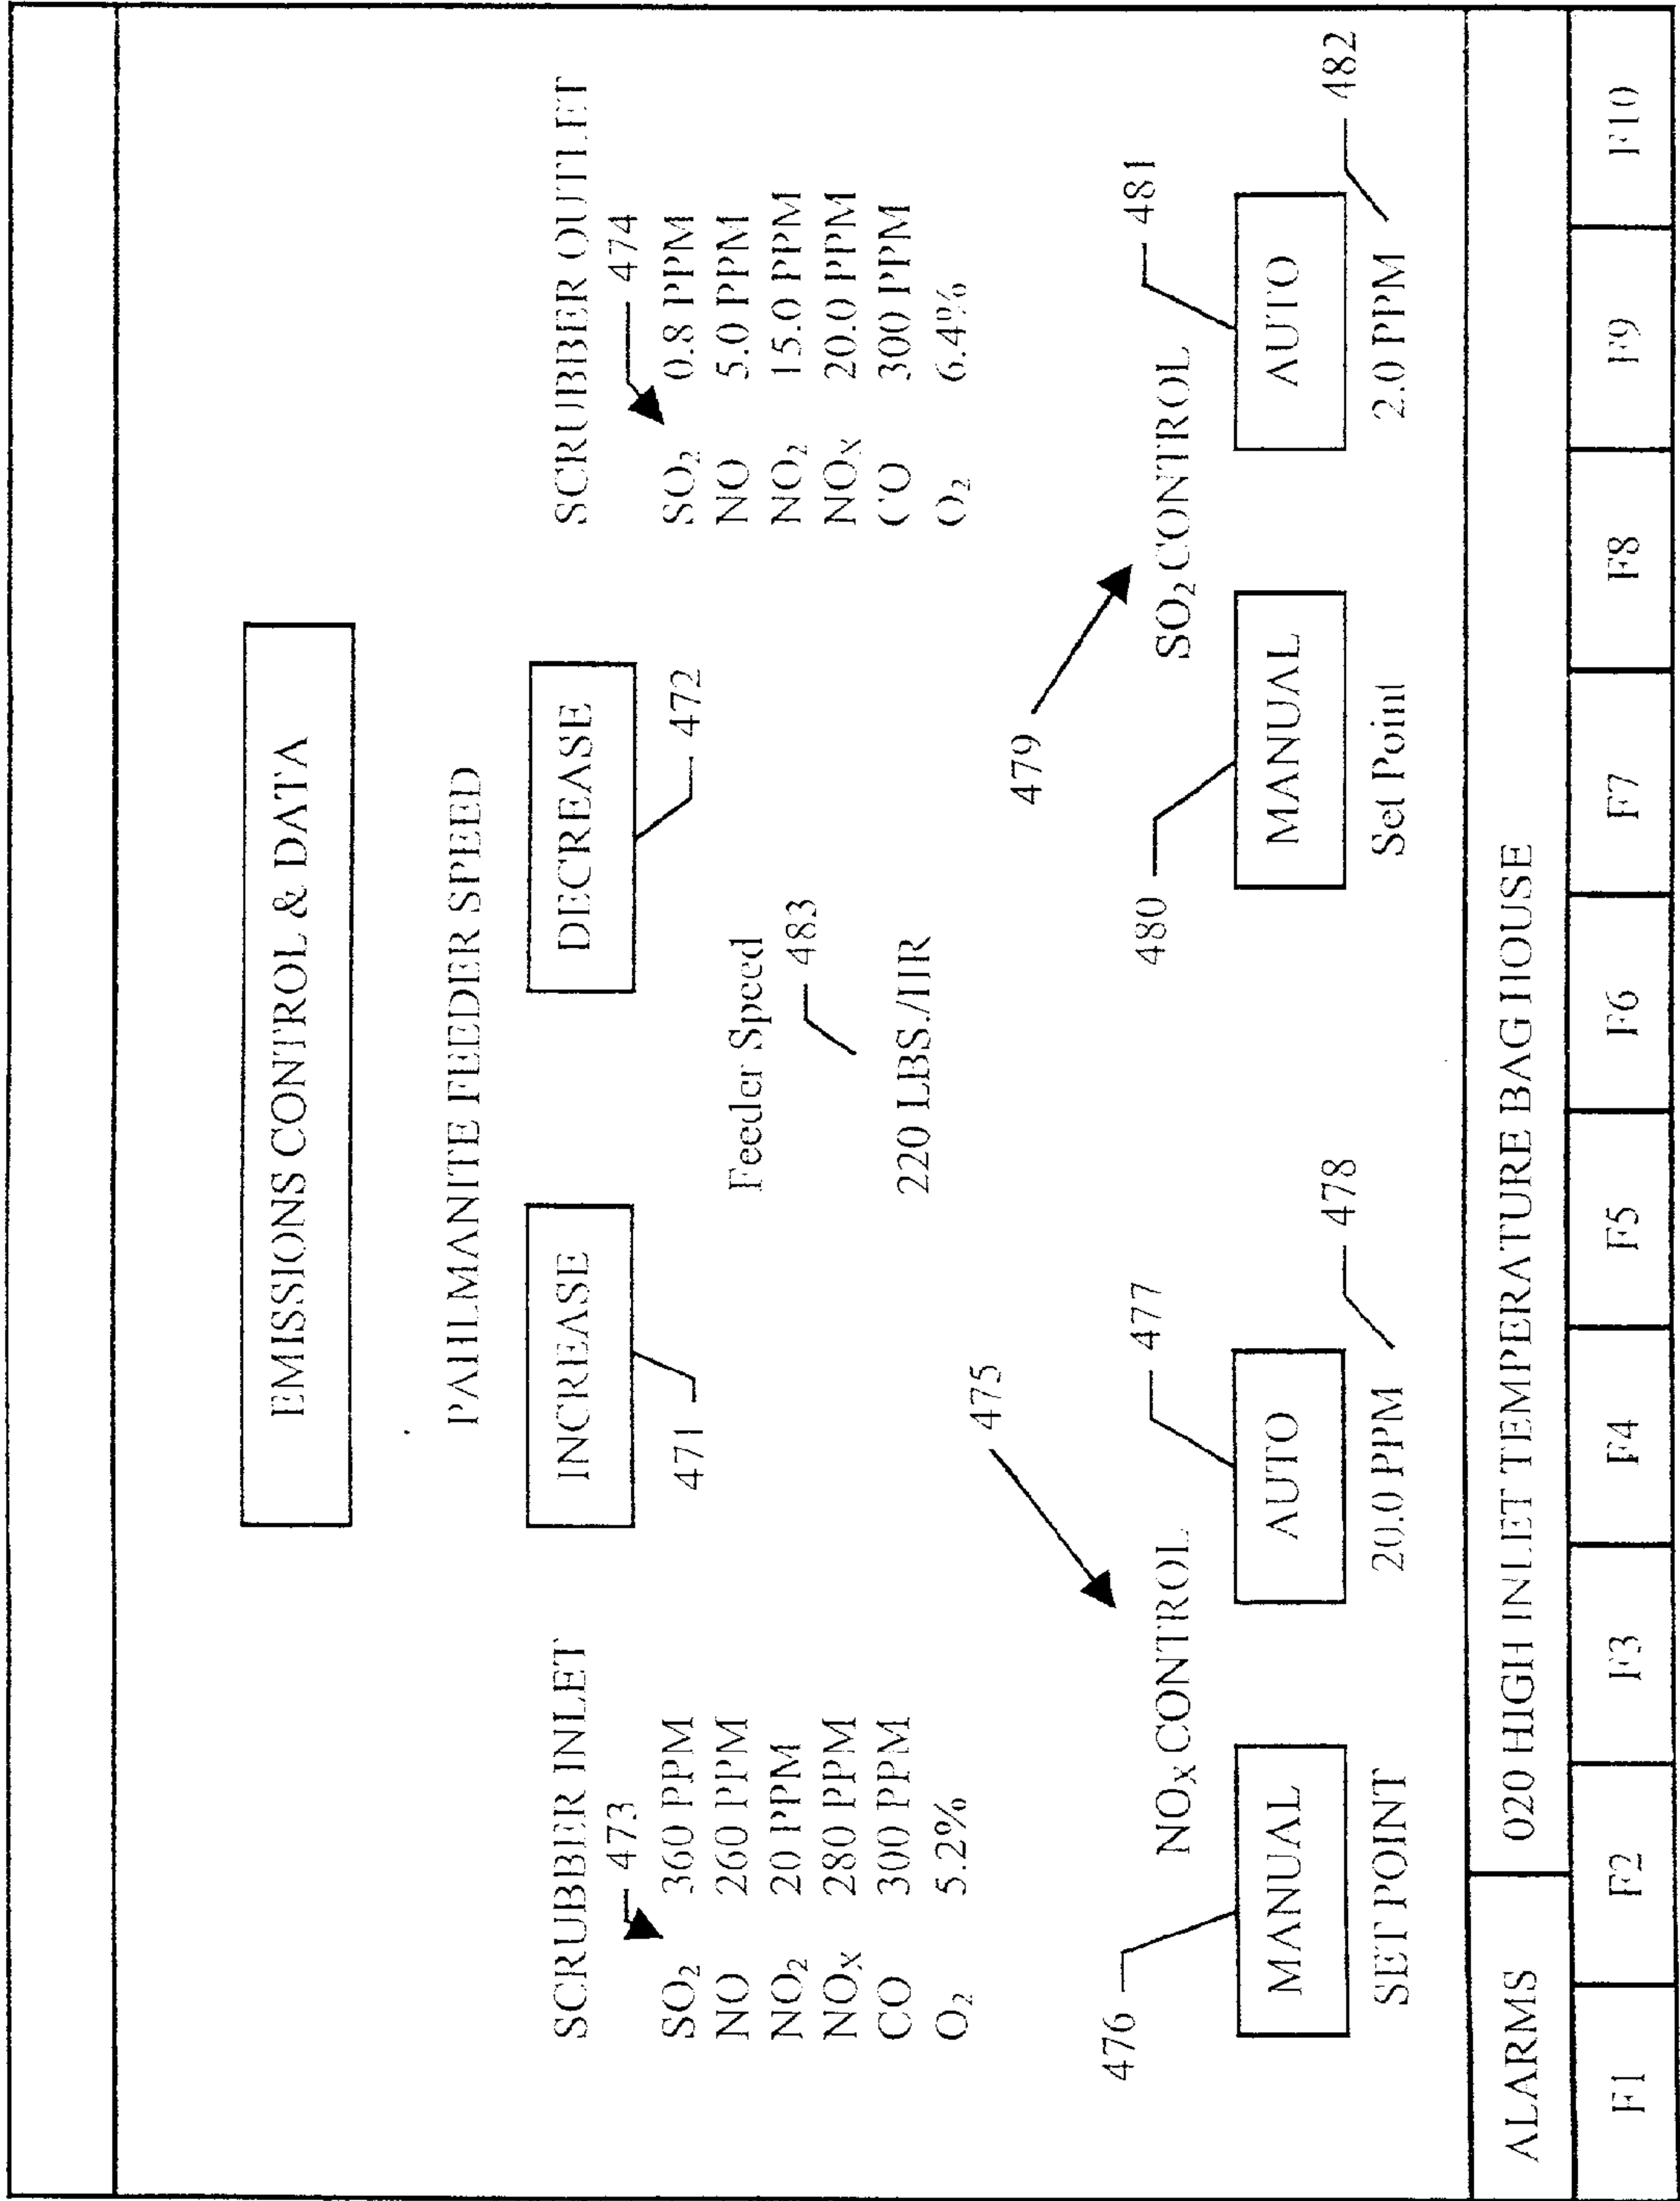 EMISSIONS CONTROL & DATA
PAHLMANITE FEEDER SPEED
INCREASE
471
DECREASE
472
Feeder Speed
483
220 LBS./HR
SCRUBBER INLET
473
SO₂ 360 PPM
NO 260 PPM
NO₂ 20 PPM
NOₓ 280 PPM
CO 300 PPM
O₂ 5.2%
SCRUBBER OUTLET
474
SO₂ 0.8 PPM
NO 5.0 PPM
NO₂ 15.0 PPM
NOₓ 20.0 PPM
CO 300 PPM
O₂ 6.4%
475
NOₓ CONTROL
476
477
MANUAL
AUTO
SET POINT
20.0 PPM
478
479
SO₂ CONTROL
480
481
MANUAL
AUTO
Set Point
2.0 PPM
482
ALARMS
020 HIGH INLET TEMPERATURE BAG HOUSE
F1 F2 F3 F4 F5 F6 F7 F8 F9 F10